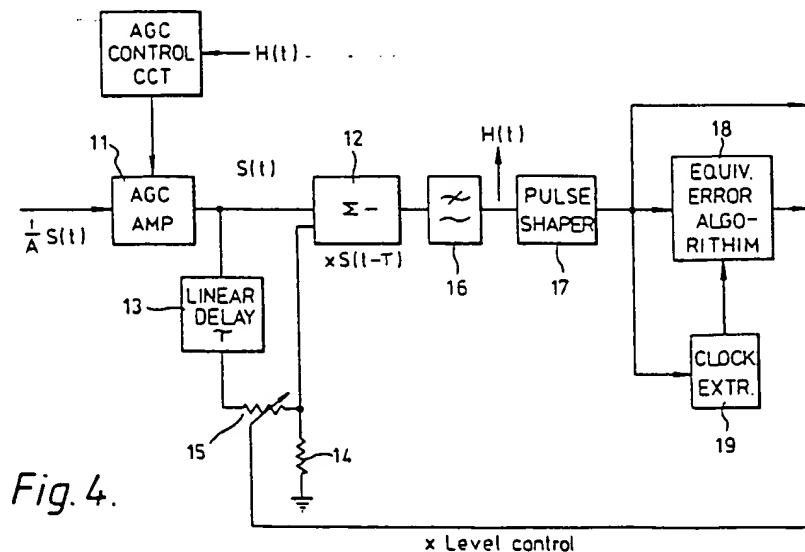 AGC
CONTROL
CCT
H(t)
11
AGC
AMP
1/A S(t)
S(t)
12
Σ -
xS(t-T)
H(t)
16
PULSE
SHAPER
17
18
EQUIV.
ERROR
ALGO-
RITHIM
13
LINEAR
DELAY
T
15
14
CLOCK
EXTR.
19
Fig. 4.
x Level control